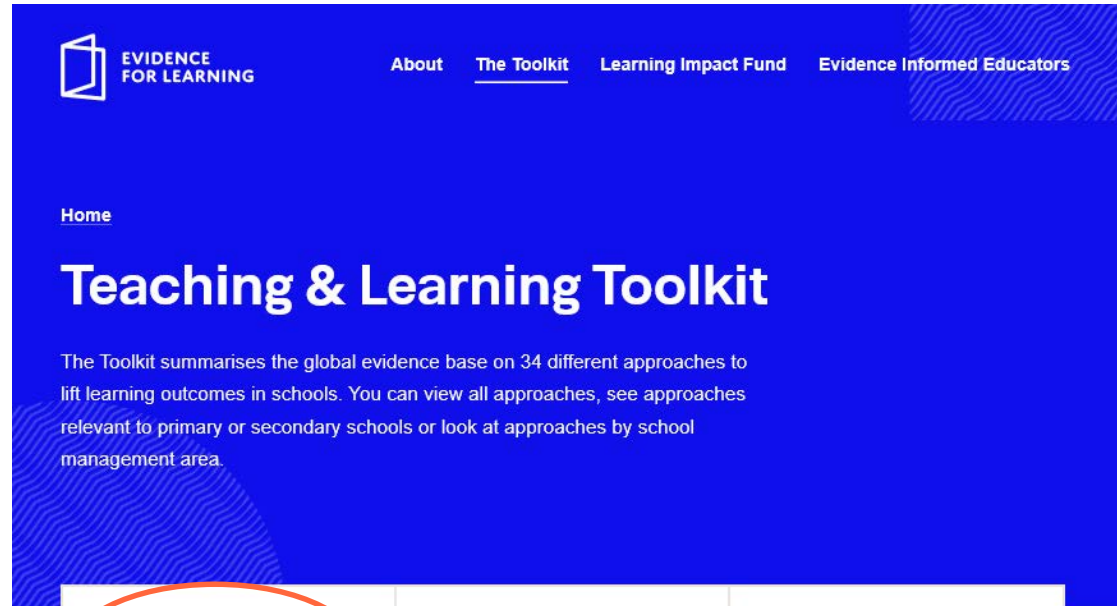 EVIDENCE
FOR LEARNING
About The Toolkit Learning Impact Fund Evidence Informed Educators
Home
Teaching & Learning Toolkit
The Toolkit summarises the global evidence base on 34 different approaches to
lift learning outcomes in schools. You can view all approaches, see approaches
relevant to primary or secondary schools or look at approaches by school
management area.